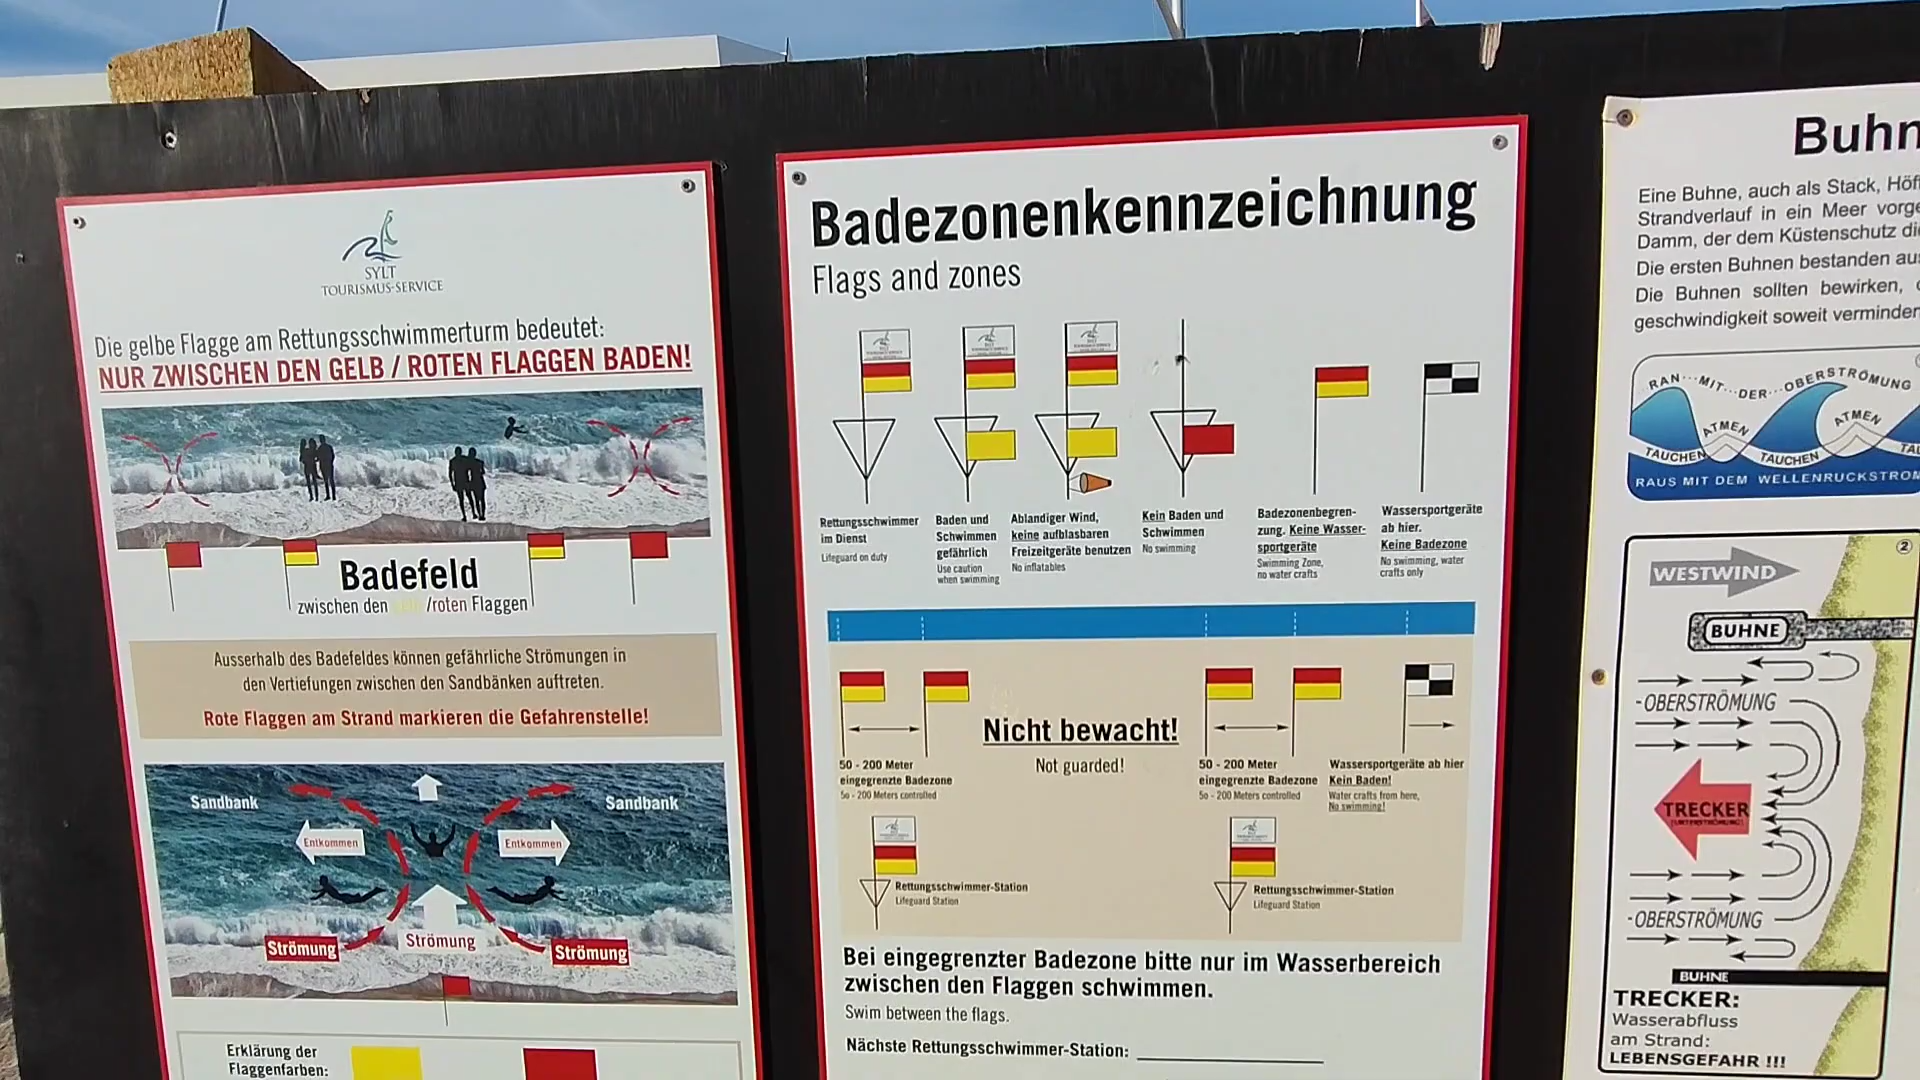 SYLT
TOURISMUS-SERVICE
Die gelbe Flagge am Rettungsschwimmerturm bedeutet:
NUR ZWISCHEN DEN GELB / ROTEN FLAGGEN BADEN!
Badefeld
zwischen den gelb/roten Flaggen
Ausserhalb des Badefeldes können gefährliche Strömungen in
den Vertiefungen zwischen den Sandbänken auftreten.
Rote Flaggen am Strand markieren die Gefahrenstelle!
Sandbank
Sandbank
Entkommen
Entkommen
Strömung
Strömung
Strömung
Erklärung der
Flaggenfarben:
Badezonenkennzeichnung
Flags and zones
Rettungsschwimmer
im Dienst
Lifeguard on duty
Baden und
Schwimmen
gefährlich
Use caution
when swimming
Ablandiger Wind,
keine aufblasbaren
Freizeitgeräte benutzen
No inflatables
Kein Baden und
Schwimmen
No swimming
Badezonenbegren-
zung. Keine Wasser-
sportgeräte
Swimming Zone,
no water crafts
Wassersportgeräte
ab hier.
Keine Badezone
No swimming, water
crafts only
Nicht bewacht!
Not guarded!
50 - 200 Meter
eingegrenzte Badezone
5o - 200 Meters controlled
50 - 200 Meter
eingegrenzte Badezone
5o - 200 Meters controlled
Wassersportgeräte ab hier
Kein Baden!
Water crafts from here,
No swimming!
Rettungsschwimmer-Station
Lifeguard Station
Rettungsschwimmer-Station
Lifeguard Station
Bei eingegrenzter Badezone bitte nur im Wasserbereich
zwischen den Flaggen schwimmen.
Swim between the flags.
Nächste Rettungsschwimmer-Station:
Buhn
Eine Buhne, auch als Stack, Höf
Strandverlauf in ein Meer vorge
Damm, der dem Küstenschutz di
Die ersten Buhnen bestanden aus
Die Buhnen sollten bewirken,
geschwindigkeit soweit verminder
RAN...MIT...DER...OBERSTRÖMUNG
ATMEN
ATMEN
TAUCHEN
TAUCHEN
TAU
RAUS MIT DEM WELLENRÜCKSTROM
2
WESTWIND
BUHNE
-OBERSTRÖMUNG
TRECKER
(UNTERSTRÖMUNG)
-OBERSTRÖMUNG
BUHNE
TRECKER:
Wasserabfluss
am Strand:
LEBENSGEFAHR !!!